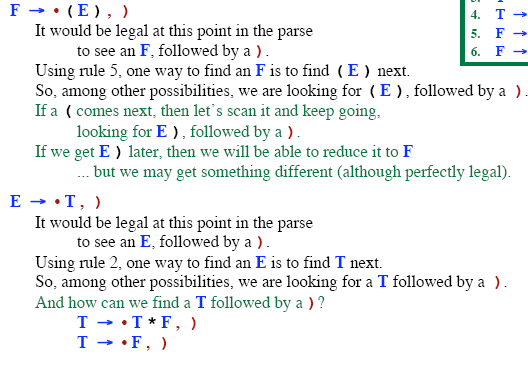 F → • ( E ) , )
It would be legal at this point in the parse
to see an F, followed by a ).
Using rule 5, one way to find an F is to find ( E ) next.
So, among other possibilities, we are looking for ( E ), followed by a ).
If a ( comes next, then let's scan it and keep going,
looking for E ), followed by a ).
If we get E ) later, then we will be able to reduce it to F
... but we may get something different (although perfectly legal).
E → • T , )
It would be legal at this point in the parse
to see an E, followed by a ).
Using rule 2, one way to find an E is to find T next.
So, among other possibilities, we are looking for a T followed by a ).
And how can we find a T followed by a )?
T → • T * F , )
T → • F , )
4. T →
5. F →
6. F →